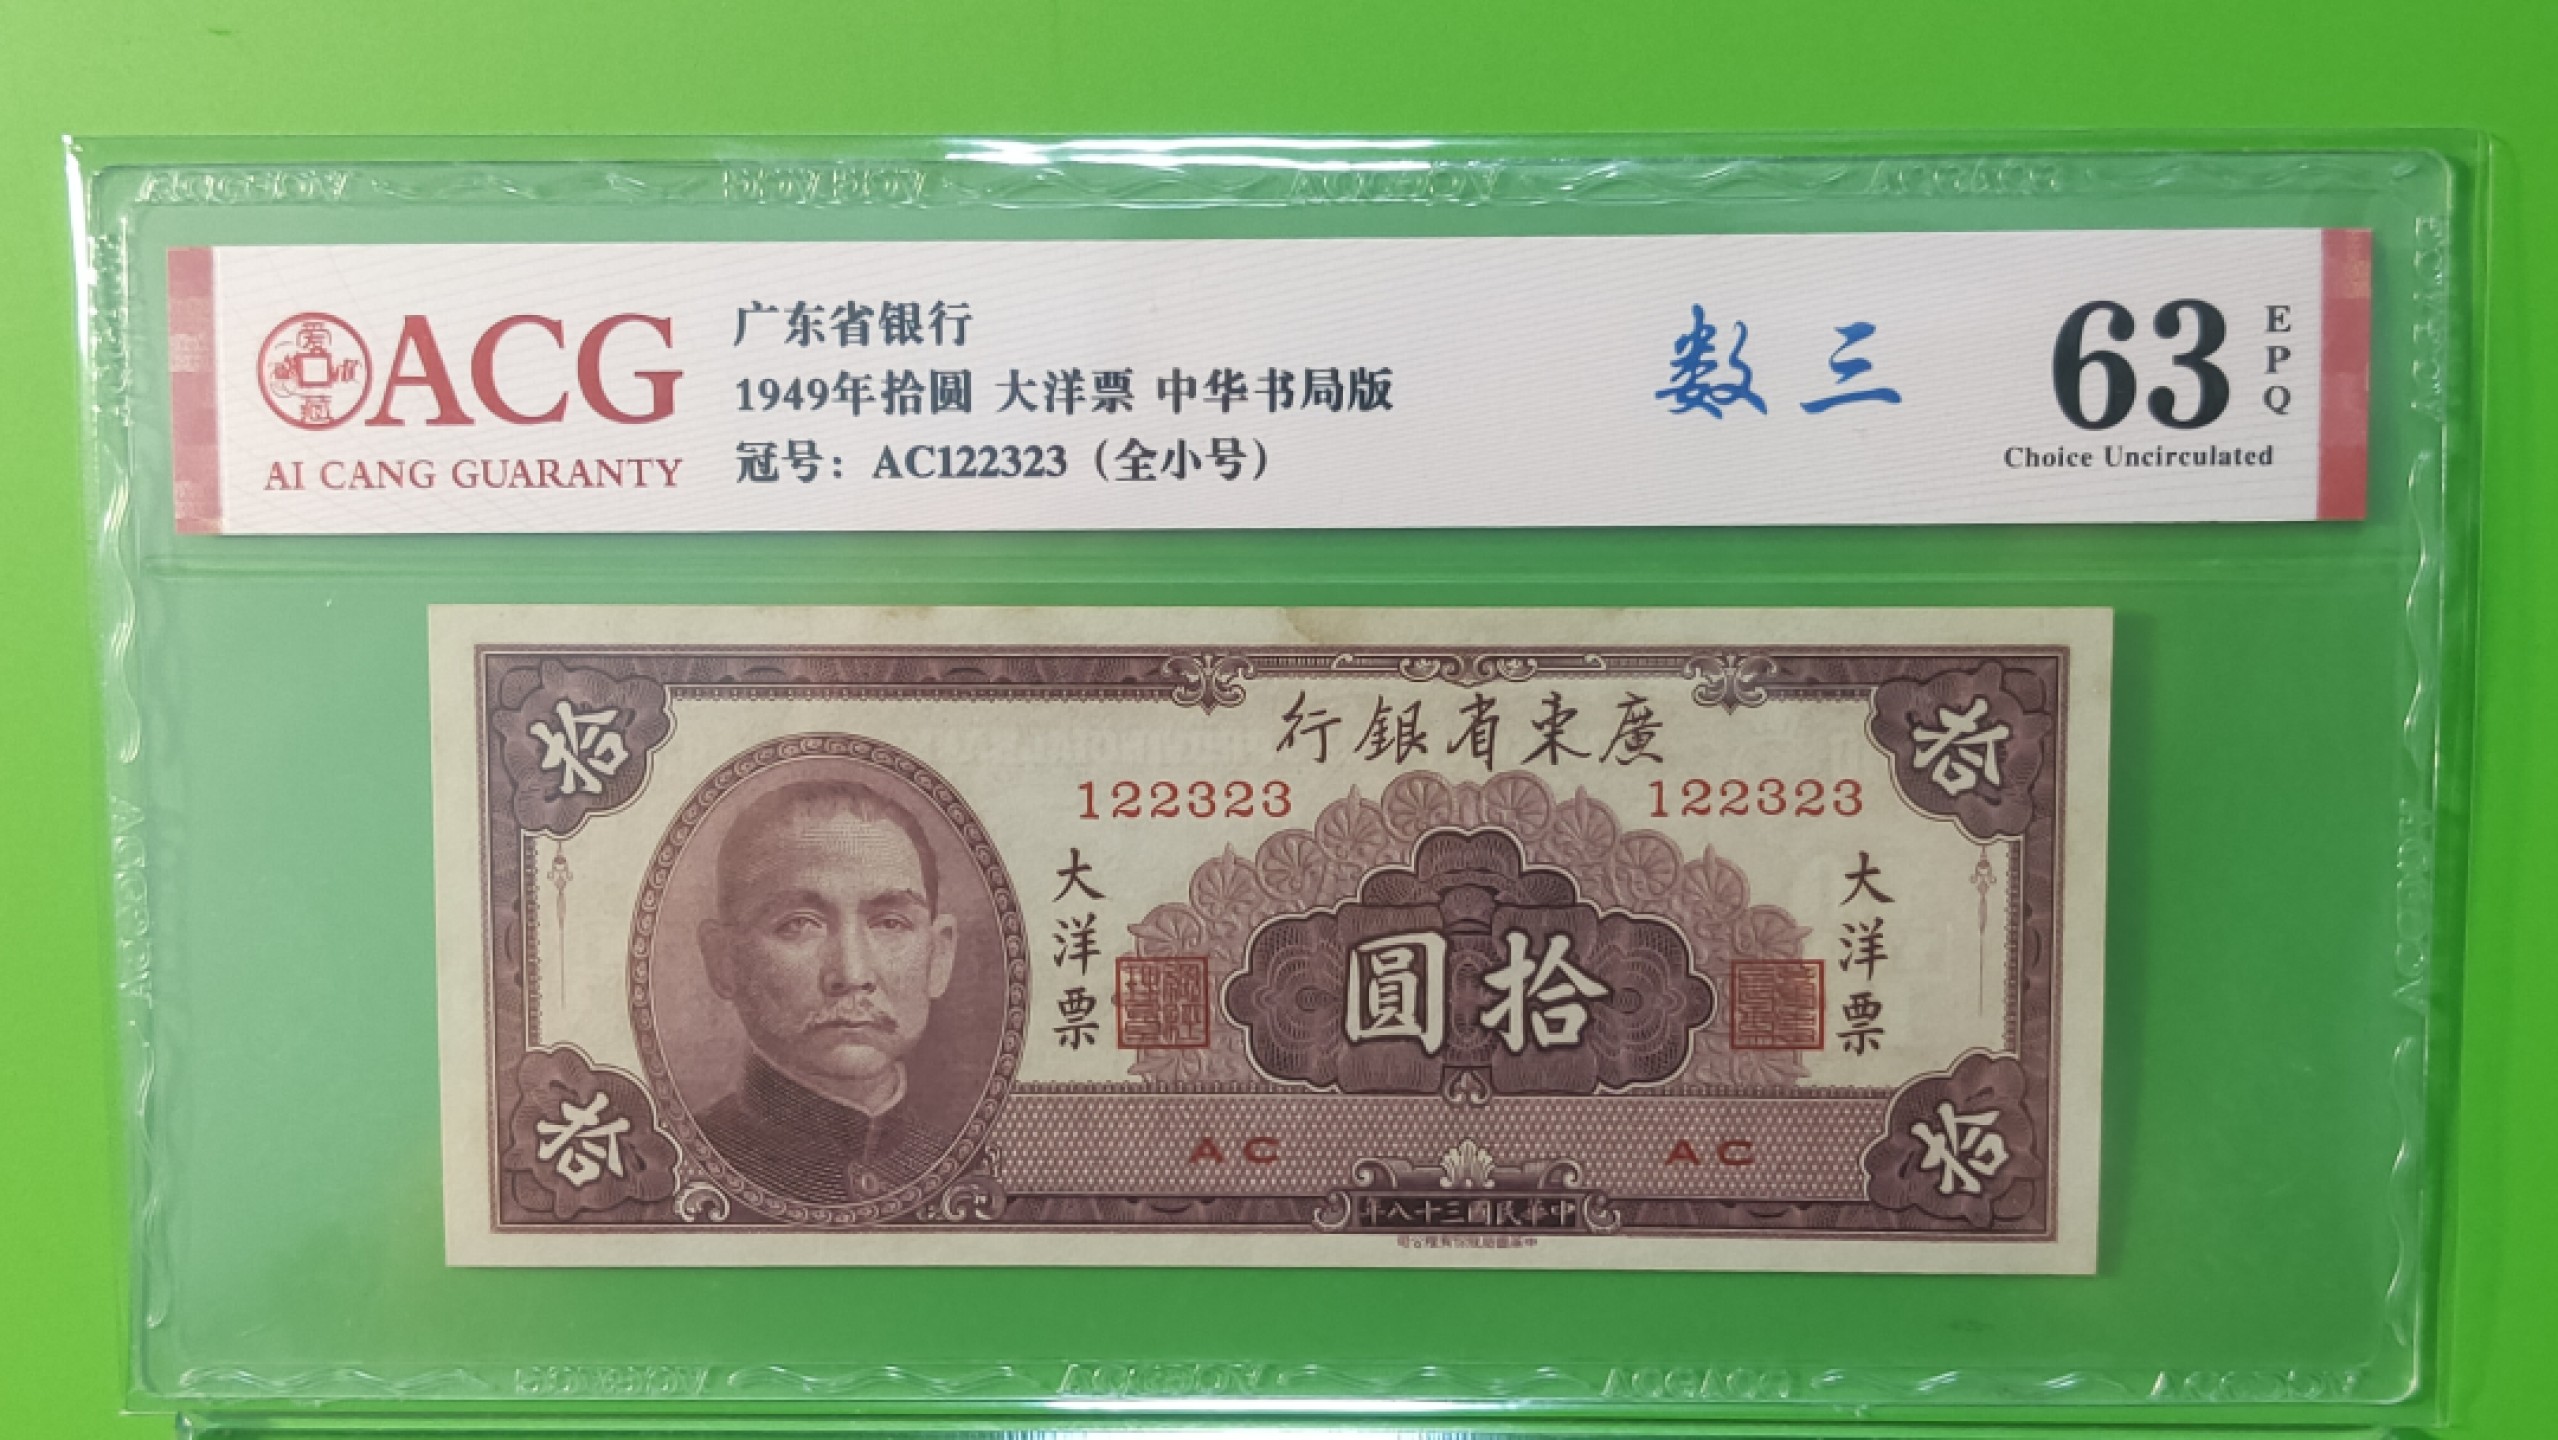 ACG
AI CANG GUARANTY
广东省银行
1949年拾圆 大洋票 中华书局版
冠号：AC122323（全小号）
数三
63
EPQ
Choice Uncirculated
拾
拾
廣東省銀行
122323
122323
大洋票
大洋票
拾圓
AC
AC
拾
拾
中華民國三十八年